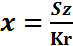 x = Sz/Kr